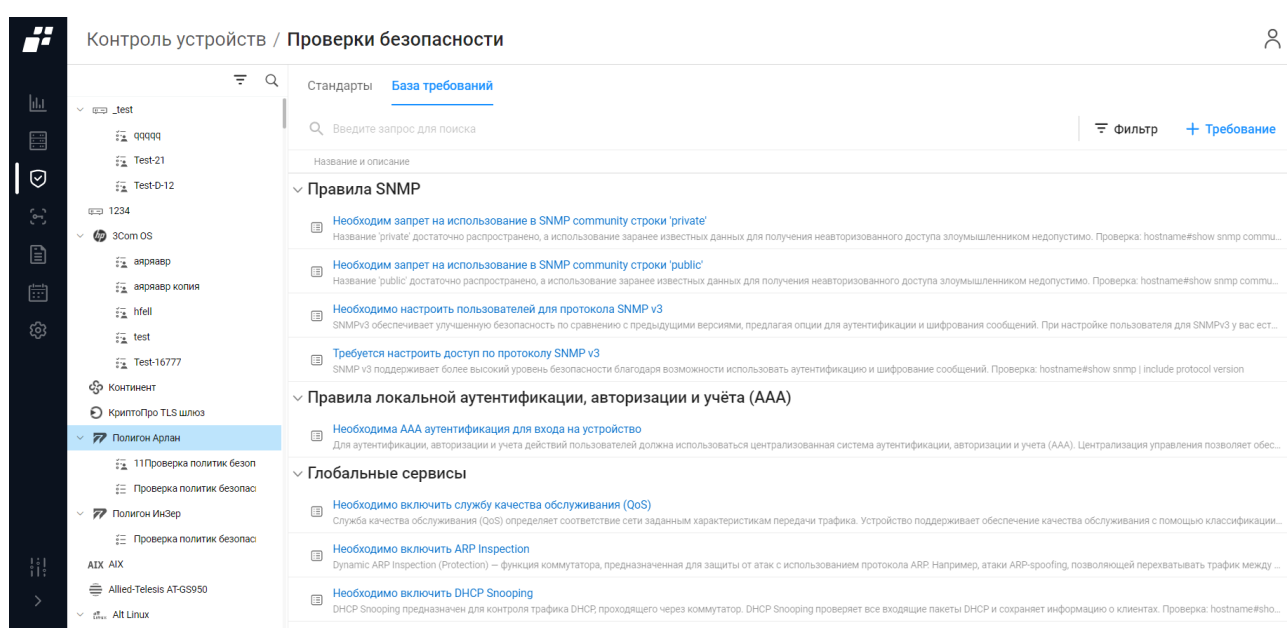 Контроль устройств / Проверки безопасности
Стандарты База требований
Введите запрос для поиска
Фильтр
+ Требование
Название и описание
_test
qqqqq
Test-21
Test-D-12
1234
3Com OS
аяряавр
аяряавр копия
hfell
test
Test-16777
Континент
КриптоПро TLS шлюз
Полигон Арлан
11Проверка политик безоп
Проверка политик безопас
Полигон ИнЗер
Проверка политик безопас
AIX AIX
Allied-Telesis AT-GS950
Alt Linux
Правила SNMP
Необходим запрет на использование в SNMP community строки 'private'
Название 'private' достаточно распространено, а использование заранее известных данных для получения неавторизованного доступа злоумышленником недопустимо. Проверка: hostname#show snmp commu...
Необходим запрет на использование в SNMP community строки 'public'
Название 'public' достаточно распространено, а использование заранее известных данных для получения неавторизованного доступа злоумышленником недопустимо. Проверка: hostname#show snmp commu...
Необходимо настроить пользователей для протокола SNMP v3
SNMPv3 обеспечивает улучшенную безопасность по сравнению с предыдущими версиями, предлагая опции для аутентификации и шифрования сообщений. При настройке пользователя для SNMPv3 у вас ест...
Требуется настроить доступ по протоколу SNMP v3
SNMP v3 поддерживает более высокий уровень безопасности благодаря возможности использовать аутентификацию и шифрование сообщений. Проверка: hostname#show snmp | include protocol version
Правила локальной аутентификации, авторизации и учёта (ААА)
Необходима ААА аутентификация для входа на устройство
Для аутентификации, авторизации и учета действий пользователей должна использоваться централизованная система аутентификации, авторизации и учета (ААА). Централизация управления позволяет обес...
Глобальные сервисы
Необходимо включить службу качества обслуживания (QoS)
Служба качества обслуживания (QoS) определяет соответствие сети заданным характеристикам передачи трафика. Устройство поддерживает обеспечение качества обслуживания с помощью классификации...
Необходимо включить ARP Inspection
Dynamic ARP Inspection (Protection) — функция коммутатора, предназначенная для защиты от атак с использованием протокола ARP. Например, атаки ARP-spoofing, позволяющей перехватывать трафик между ...
Необходимо включить DHCP Snooping
DHCP Snooping предназначен для контроля трафика DHCP, проходящего через коммутатор. DHCP Snooping проверяет все входящие пакеты DHCP и сохраняет информацию о клиентах. Проверка: hostname#sho...